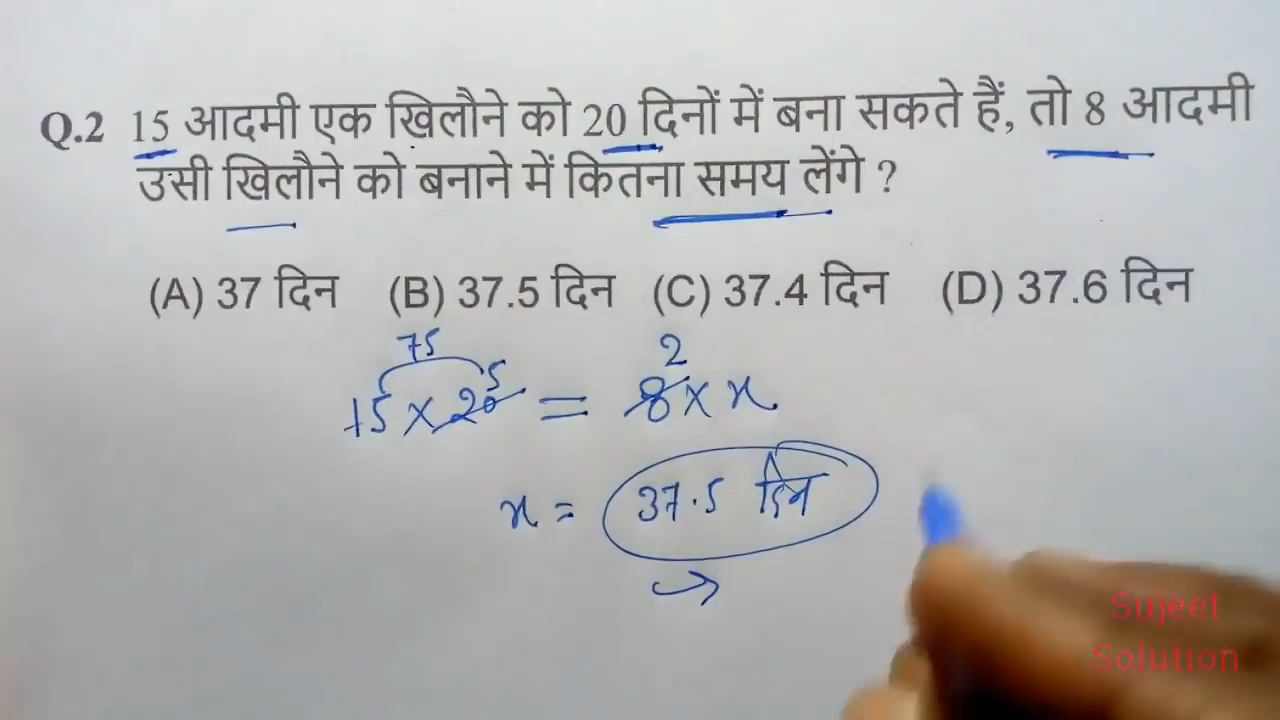 Q.2 15 आदमी एक खिलौने को 20 दिनों में बना सकते हैं, तो 8 आदमी
उसी खिलौने को बनाने में कितना समय लेंगे ?
(A) 37 दिन (B) 37.5 दिन (C) 37.4 दिन (D) 37.6 दिन
75 5 2
15 × 20 = 8 × x
x = 37.5 दिन
Sujeet
Solution